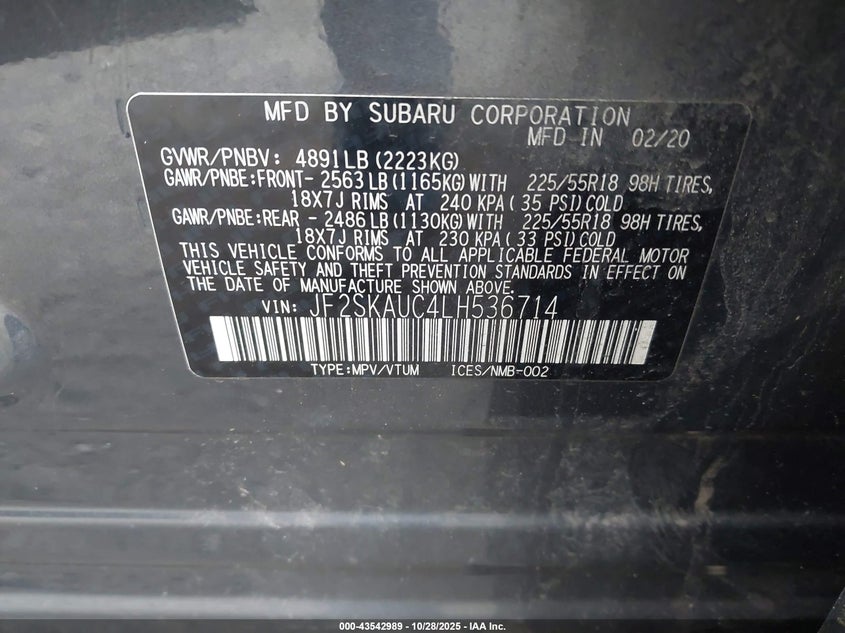 MFD BY SUBARU CORPORATION
MFD IN 02/20
GVWR/PNBV: 4891LB(2223KG)
GAWR/PNBE:FRONT- 2563LB(1165KG)WITH 225/55R18 98H TIRES,
18X7J RIMS AT 240 KPA( 35 PSI)COLD
GAWR/PNBE:REAR - 2486LB(1130KG)WITH 225/55R18 98H TIRES,
18X7J RIMS AT 230 KPA( 33 PSI)COLD
THIS VEHICLE CONFORMS TO ALL APPLICABLE FEDERAL MOTOR
VEHICLE SAFETY AND THEFT PREVENTION STANDARDS IN EFFECT ON
THE DATE OF MANUFACTURE SHOWN ABOVE.
VIN: JF2SKAUC4LH536714
TYPE:MPV/VTUM ICES/NMB-002
000-43542989 - 10/28/2025 - IAA Inc.